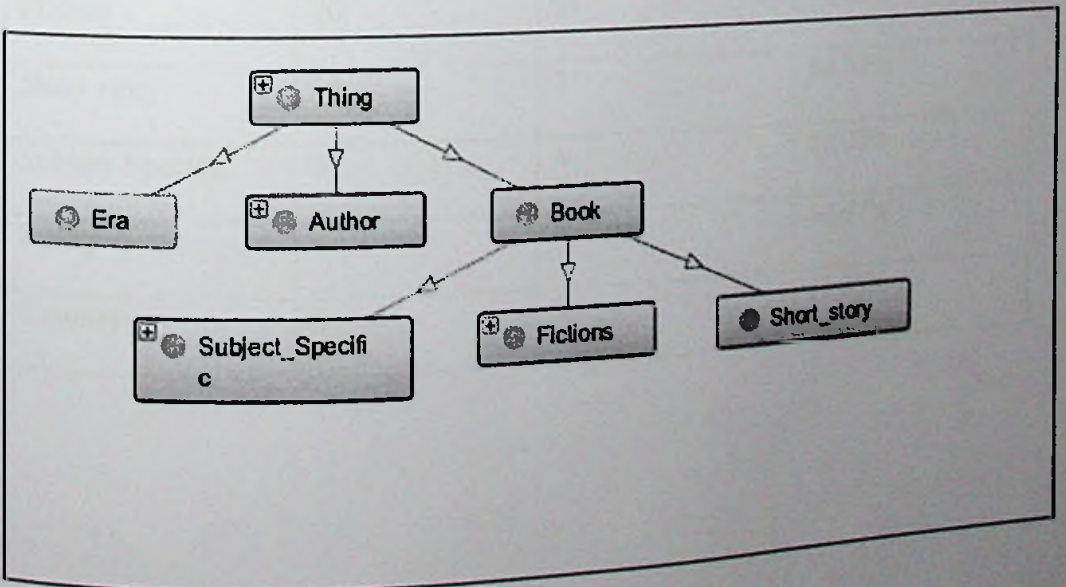 Thing
Era
Author
Book
Subject_Specifi
c
Fictions
Short_story